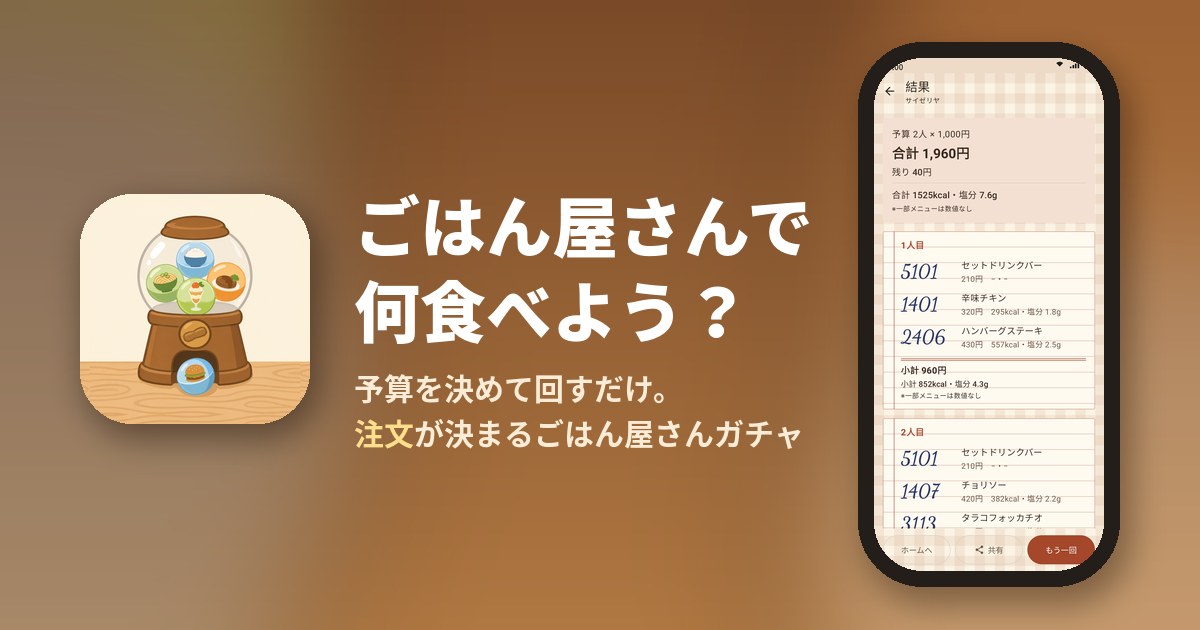 ごはん屋さんで
何食べよう？
予算を決めて回すだけ。
注文が決まるごはん屋さんガチャ
結果
サイゼリヤ
予算 2人 × 1,000円
合計 1,960円
残り 40円
合計 1525kcal・塩分 7.6g
※一部メニューは数値なし
1人目
5101 セットドリンクバー
210円 -・-
1401 辛味チキン
320円 295kcal・塩分 1.8g
2406 ハンバーグステーキ
430円 557kcal・塩分 2.5g
小計 960円
小計 852kcal・塩分 4.3g
※一部メニューは数値なし
2人目
5101 セットドリンクバー
210円 -・-
1407 チョリソー
420円 382kcal・塩分 2.2g
3113 タラコフォッカチオ
ホームへ 共有 もう一回